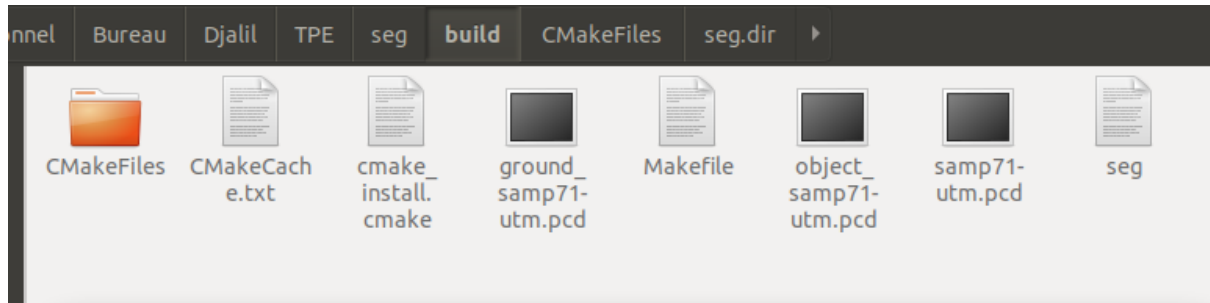 nnel Bureau Djalil TPE seg build CMakeFiles seg.dir
CMakeFiles
CMakeCach
e.txt
cmake_
install.
cmake
ground_
samp71-
utm.pcd
Makefile
object_
samp71-
utm.pcd
samp71-
utm.pcd
seg